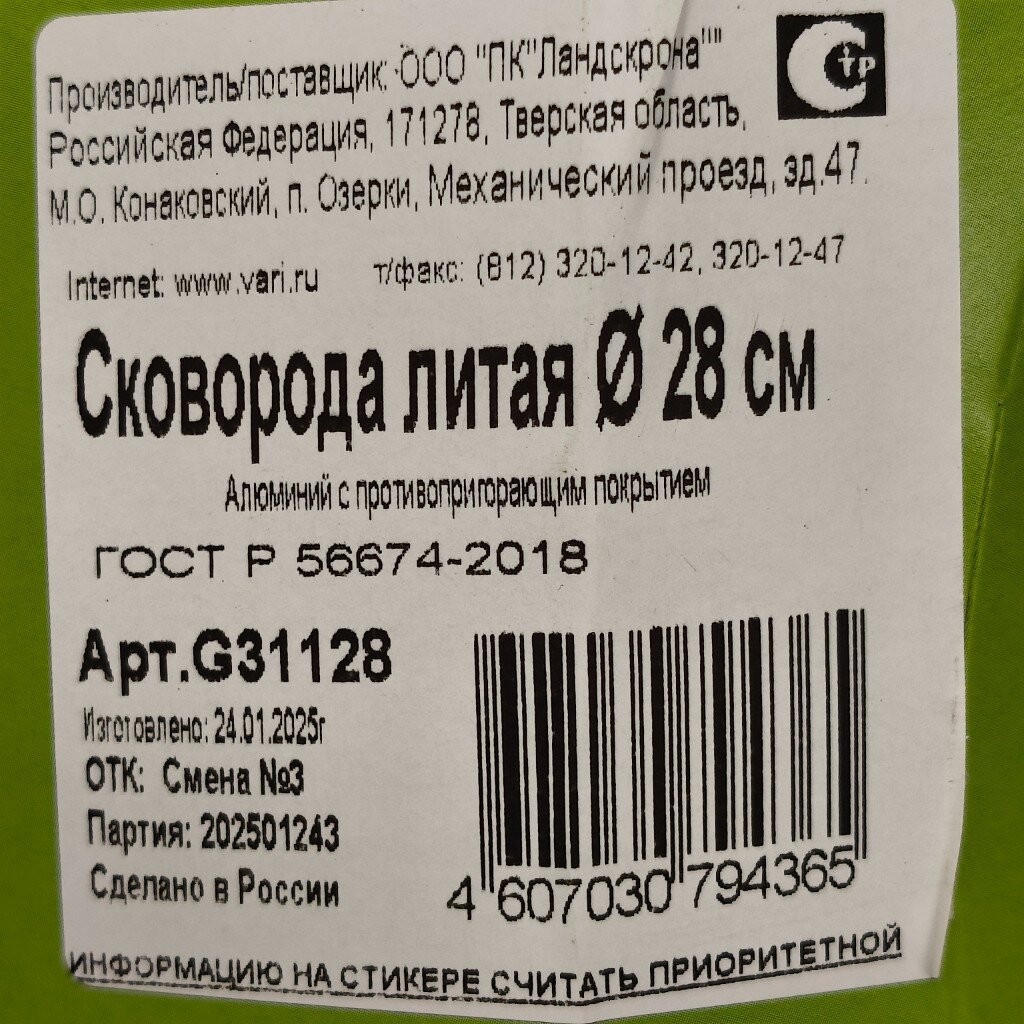 Производитель/поставщик: ООО "ПК"Ландскрона""
Российская Федерация, 171278, Тверская область,
М.О. Конаковский, п. Озерки, Механический проезд, зд.47.
Internet: www.vari.ru т/факс: (812) 320-12-42, 320-12-47
Сковорода литая Ø 28 см
Алюминий с противопригорающим покрытием
ГОСТ Р 56674-2018
Арт.G31128
Изготовлено: 24.01.2025г
ОТК: Смена №3
Партия: 202501243
Сделано в России
4 607030 794365
ИНФОРМАЦИЮ НА СТИКЕРЕ СЧИТАТЬ ПРИОРИТЕТНОЙ